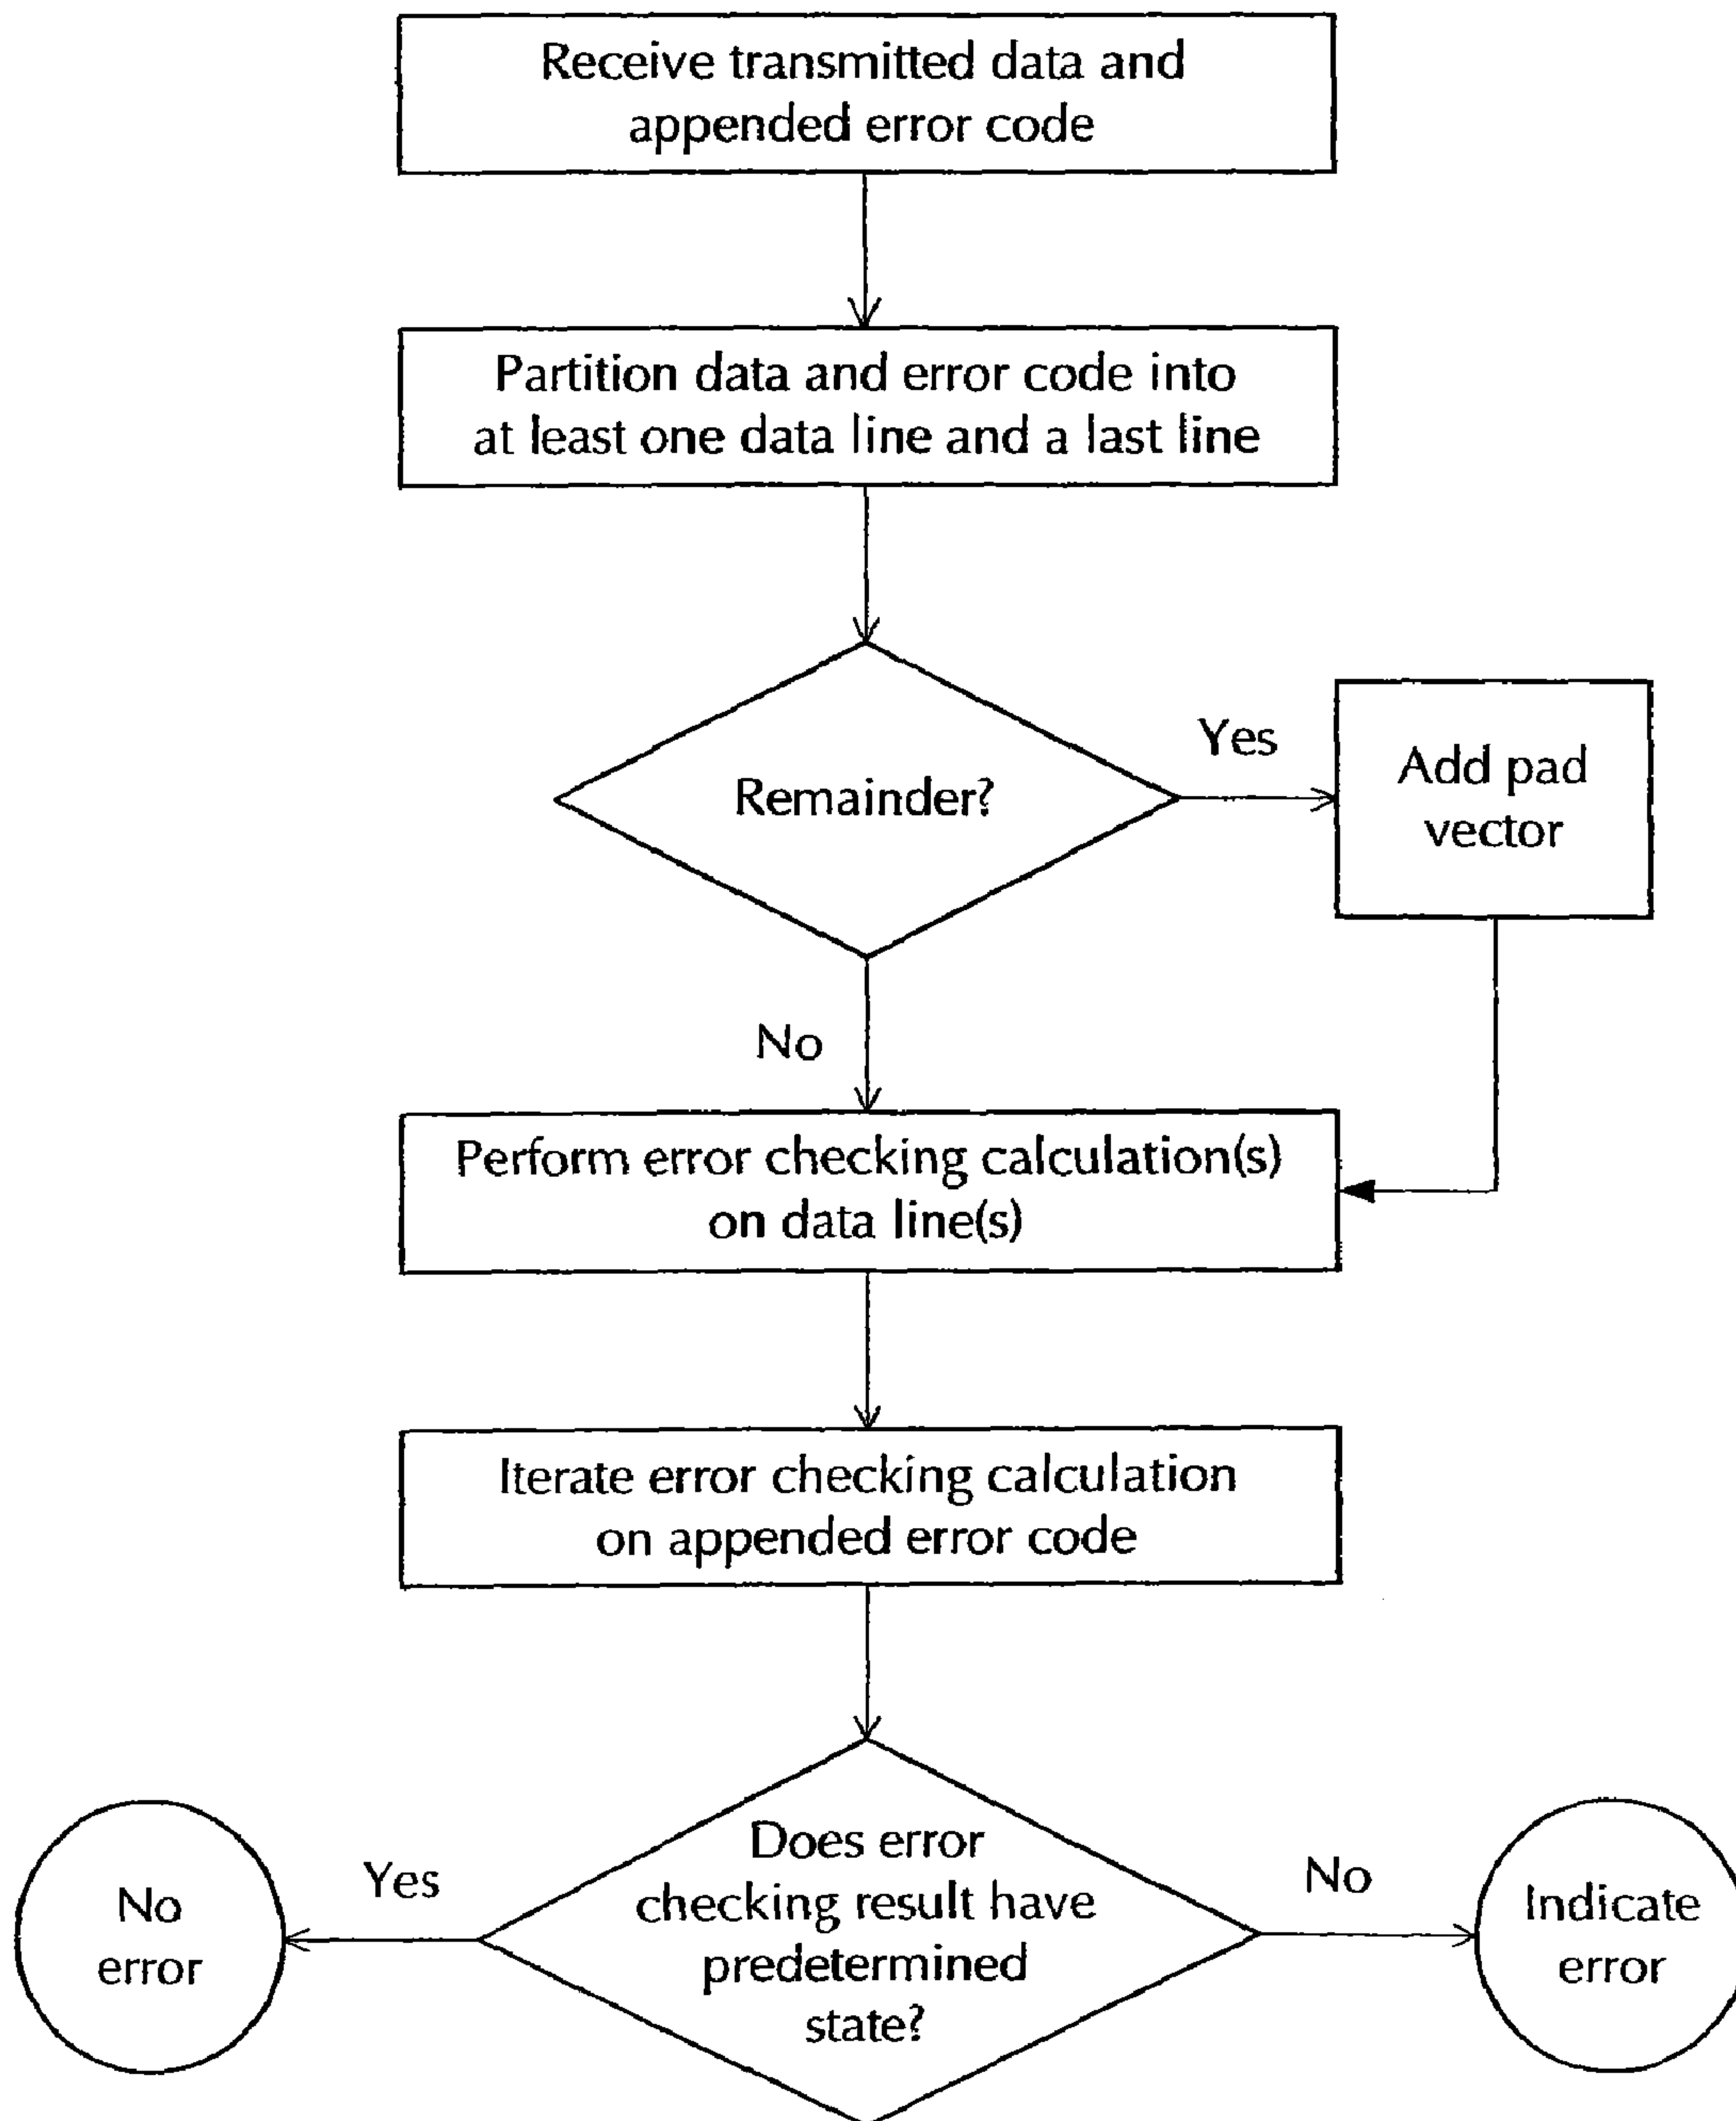 Receive transmitted data and
appended error code
Partition data and error code into
at least one data line and a last line
Remainder?
Yes
Add pad
vector
No
Perform error checking calculation(s)
on data line(s)
Iterate error checking calculation
on appended error code
Does error
checking result have
predetermined
state?
Yes
No
error
No
Indicate
error